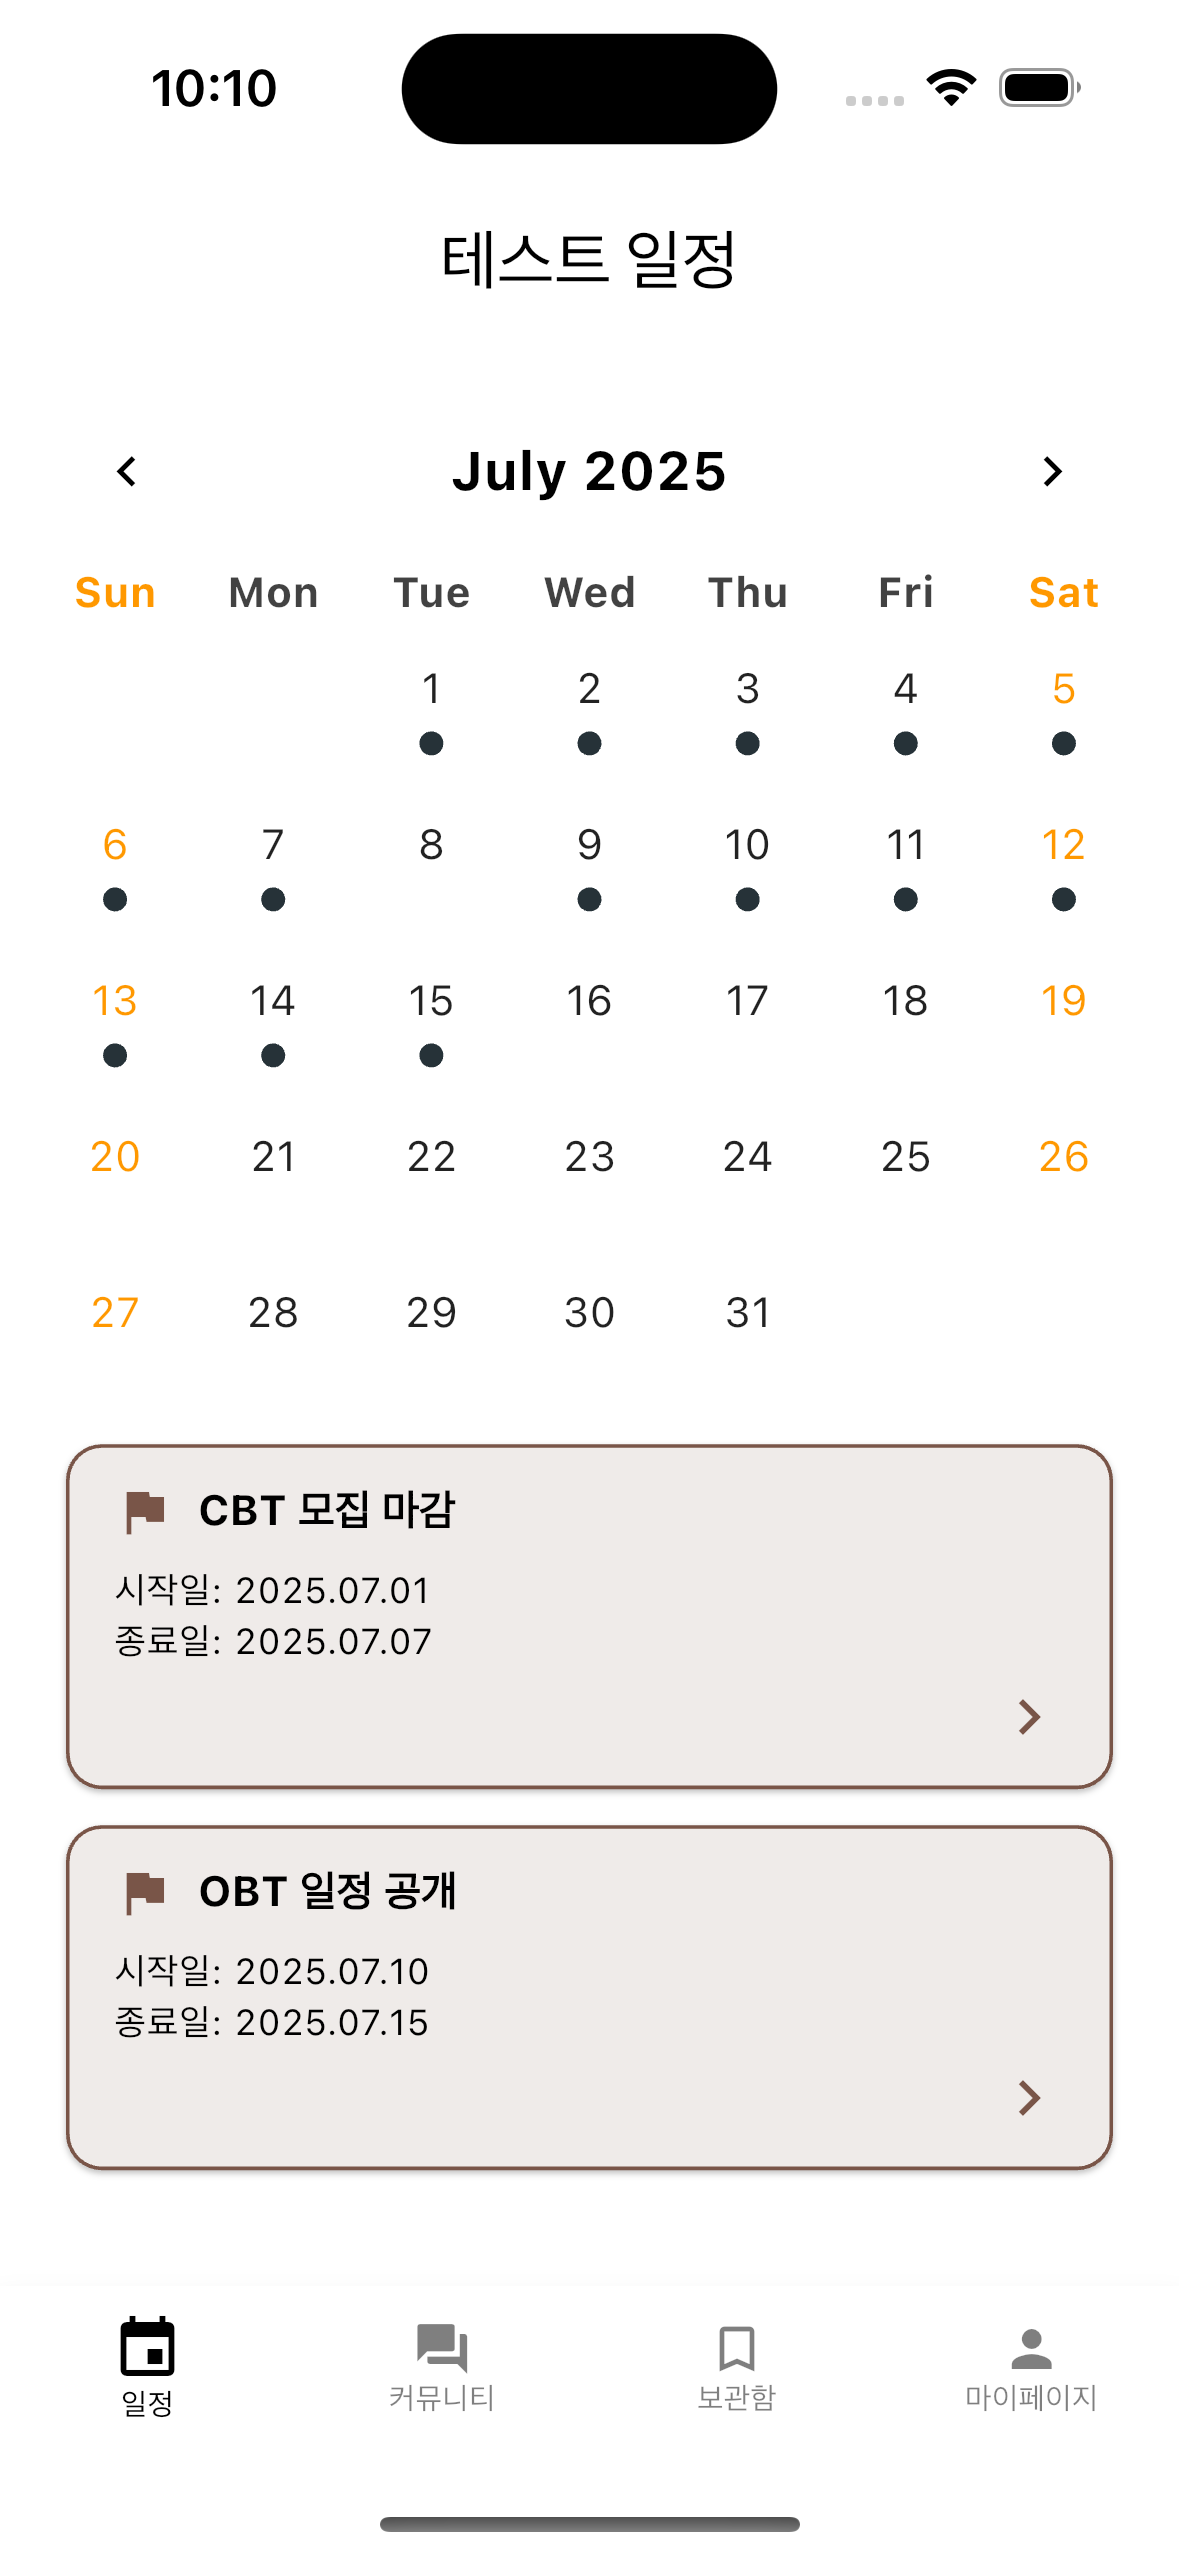 10:10
테스트 일정
July 2025
Sun Mon Tue Wed Thu Fri Sat
1 2 3 4 5
6 7 8 9 10 11 12
13 14 15 16 17 18 19
20 21 22 23 24 25 26
27 28 29 30 31
CBT 모집 마감
시작일: 2025.07.01
종료일: 2025.07.07
OBT 일정 공개
시작일: 2025.07.10
종료일: 2025.07.15
일정 커뮤니티 보관함 마이페이지